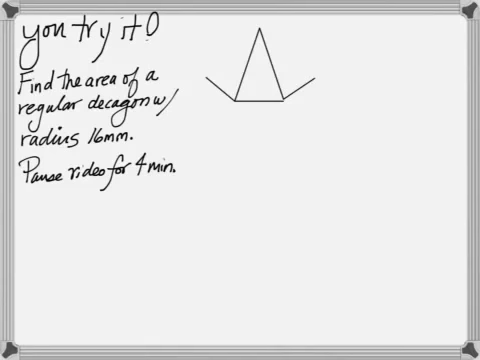 you try it!
Find the area of a
regular decagon w/
radius 16mm.
Pause video for 4 min.